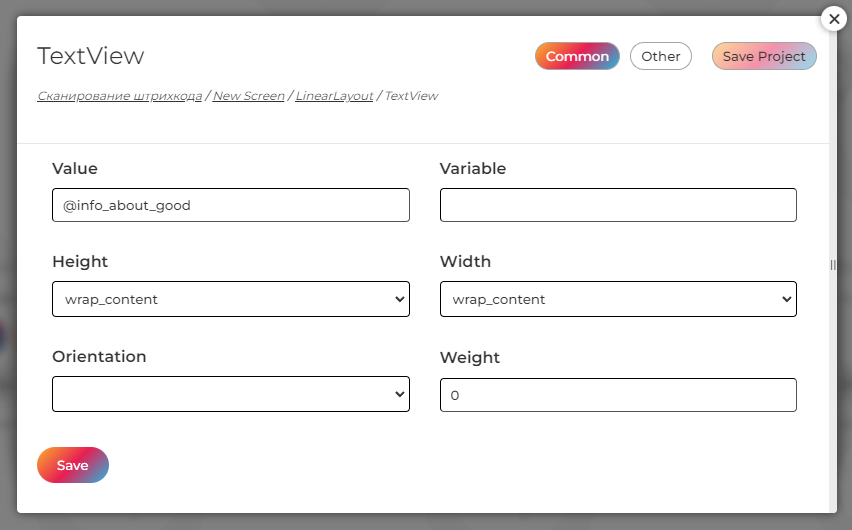 TextView
Common
Other
Save Project
Сканирование штрихкода / New Screen / LinearLayout / TextView
Value
Variable
@info_about_good
Height
Width
wrap_content
wrap_content
Orientation
Weight
0
Save